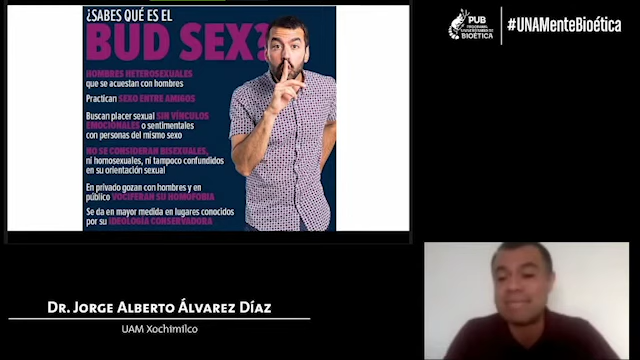 ¿SABES QUÉ ES EL
BUD SEX?
HOMBRES HETEROSEXUALES
que se acuestan con hombres
Practican SEXO ENTRE AMIGOS
Buscan placer sexual SIN VÍNCULOS
EMOCIONALES o sentimentales
con personas del mismo sexo
NO SE CONSIDERAN BISEXUALES,
ni homosexuales, ni tampoco confundidos
en su orientación sexual
En privado gozan con hombres y en
público VOCIFERAN SU HOMOFOBIA
Se da en mayor medida en lugares conocidos
por su IDEOLOGÍA CONSERVADORA
PUB
PROGRAMA
UNIVERSITARIO DE
BIOÉTICA
#UNAMenteBioética
DR. JORGE ALBERTO ÁLVAREZ DÍAZ
UAM XOCHIMILCO